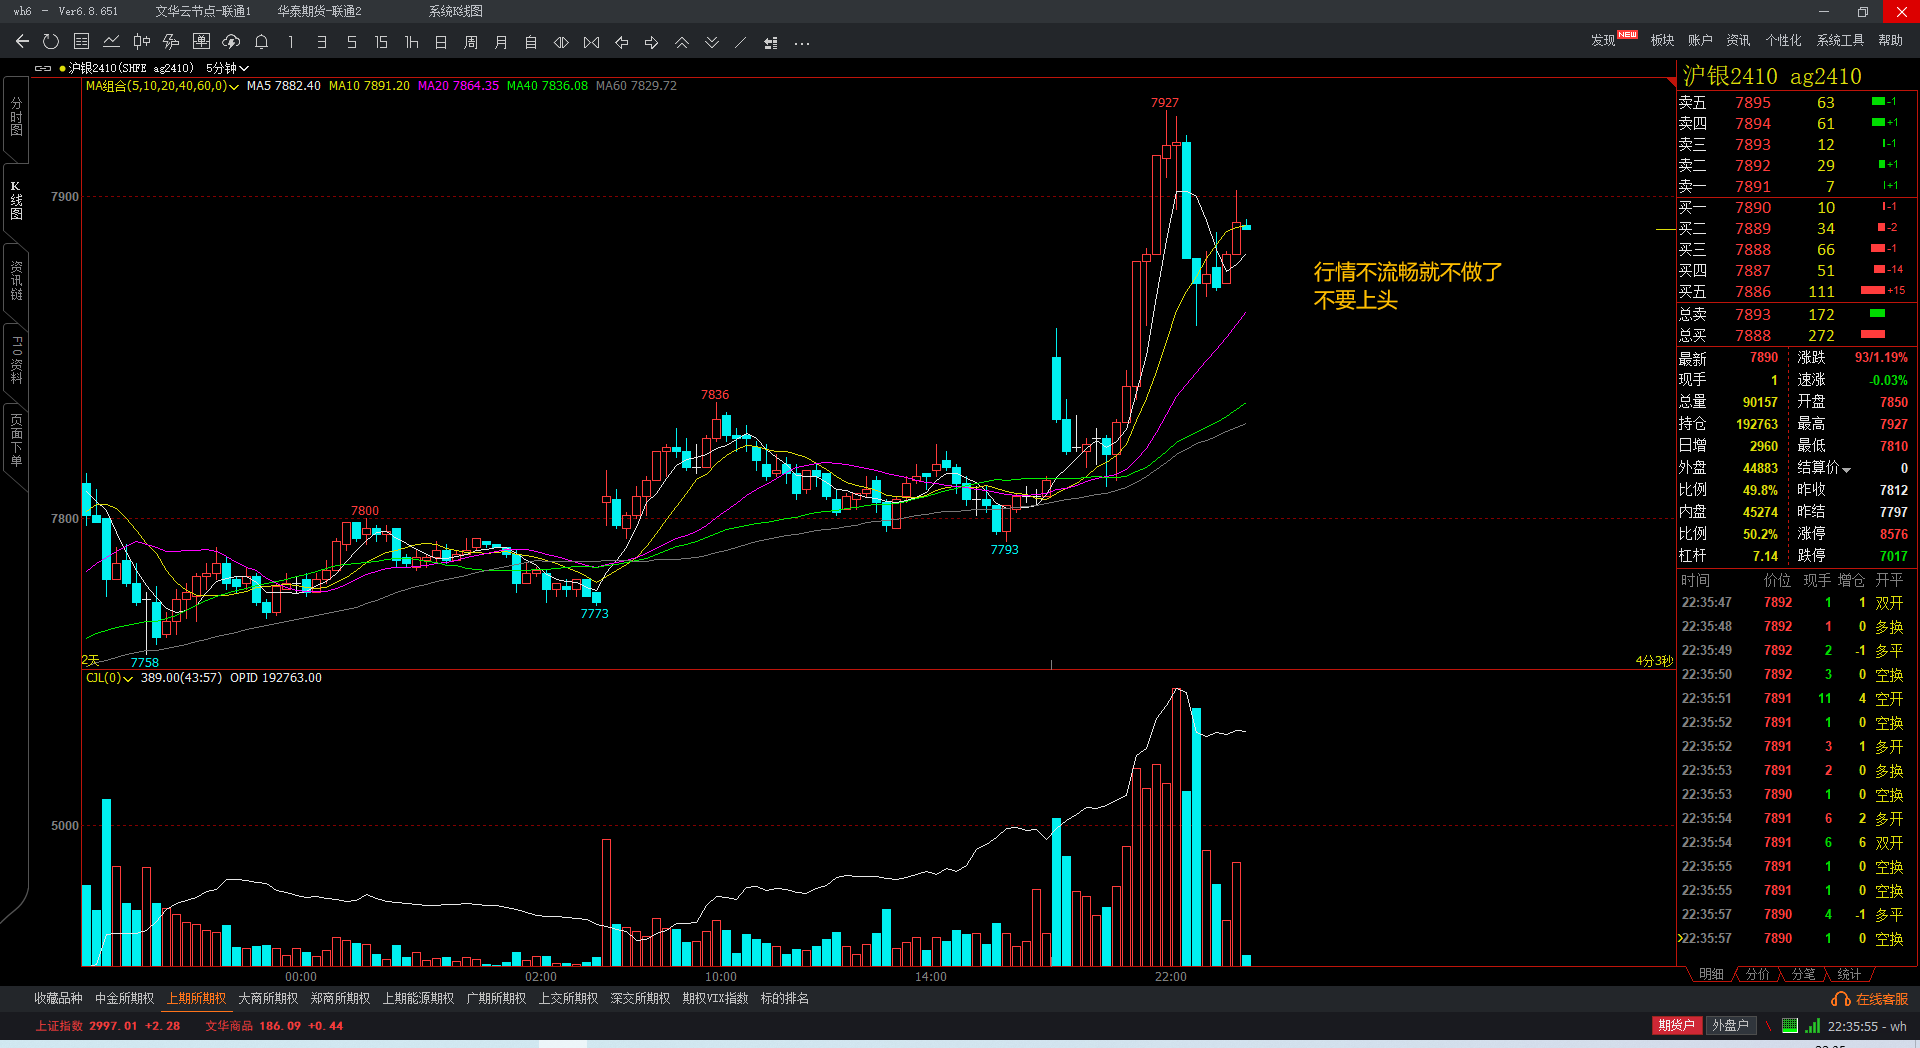 wh6 - Ver6.8.651 文华云节点-联通1 华泰期货-联通2 系统K线图
1 3 5 15 1h 日 周 月 自 ...
发现 NEW 板块 账户 资讯 个性化 系统工具 帮助
沪银2410(SHFE ag2410) 5分钟
MA组合(5,10,20,40,60,0) MA5 7882.40 MA10 7891.20 MA20 7864.35 MA40 7836.08 MA60 7829.72
分时图
K线图
资讯链
F10资料
页面下单
7927
7900
行情不流畅就不做了
不要上头
7836
7800
7800
7793
7773
7758
2天
4分3秒
CJL(0) 389.00(43:57) OPID 192763.00
5000
00:00 02:00 10:00 14:00 22:00
沪银2410 ag2410
卖五 7895 63 -1
卖四 7894 61 +1
卖三 7893 12 -1
卖二 7892 29 +1
卖一 7891 7 +1
买一 7890 10 -1
买二 7889 34 -2
买三 7888 66 -1
买四 7887 51 -14
买五 7886 111 +15
总卖 7893 172
总买 7888 272
最新 7890 涨跌 93/1.19%
现手 1 速涨 -0.03%
总量 90157 开盘 7850
持仓 192763 最高 7927
日增 2960 最低 7810
外盘 44883 结算价 0
比例 49.8% 昨收 7812
内盘 45274 昨结 7797
比例 50.2% 涨停 8576
杠杆 7.14 跌停 7017
时间 价位 现手 增仓 开平
22:35:47 7892 1 1 双开
22:35:48 7892 1 0 多换
22:35:49 7892 2 -1 多平
22:35:50 7892 3 0 空换
22:35:51 7891 11 4 空开
22:35:52 7891 1 0 空换
22:35:52 7891 3 1 多开
22:35:53 7891 2 0 多换
22:35:53 7890 1 0 空换
22:35:54 7891 6 2 多开
22:35:54 7891 6 6 双开
22:35:55 7891 1 0 空换
22:35:55 7891 1 0 空换
22:35:57 7890 4 -1 多平
22:35:57 7890 1 0 空换
明细 分价 分笔 统计
收藏品种 中金所期权 上期所期权 大商所期权 郑商所期权 上期能源期权 广期所期权 上交所期权 深交所期权 期权VIX指数 标的排名
在线客服
上证指数 2997.01 +2.28 文华商品 186.09 +0.44
期货户 外盘户 22:35:55 - wh